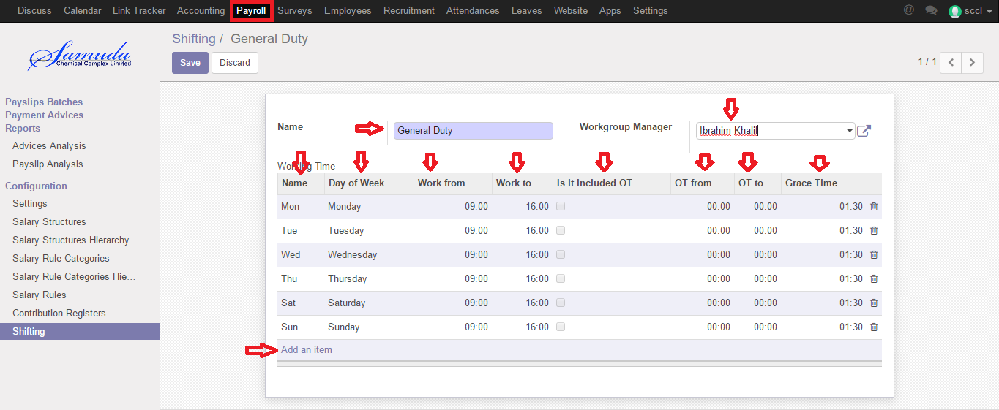 Discuss Calendar Link Tracker Accounting Payroll Surveys Employees Recruitment Attendances Leaves Website Apps Settings @ sccl
Samuda
Chemical Complex Limited
Shifting / General Duty
Save Discard
1 / 1
Payslips Batches
Payment Advices
Reports
Advices Analysis
Payslip Analysis
Configuration
Settings
Salary Structures
Salary Structures Hierarchy
Salary Rule Categories
Salary Rule Categories Hie...
Salary Rules
Contribution Registers
Shifting
Name General Duty Workgroup Manager Ibrahim Khalil
Working Time
Name Day of Week Work from Work to Is it included OT OT from OT to Grace Time
Mon Monday 09:00 16:00 00:00 00:00 01:30
Tue Tuesday 09:00 16:00 00:00 00:00 01:30
Wed Wednesday 09:00 16:00 00:00 00:00 01:30
Thu Thursday 09:00 16:00 00:00 00:00 01:30
Sat Saturday 09:00 16:00 00:00 00:00 01:30
Sun Sunday 09:00 16:00 00:00 00:00 01:30
Add an item